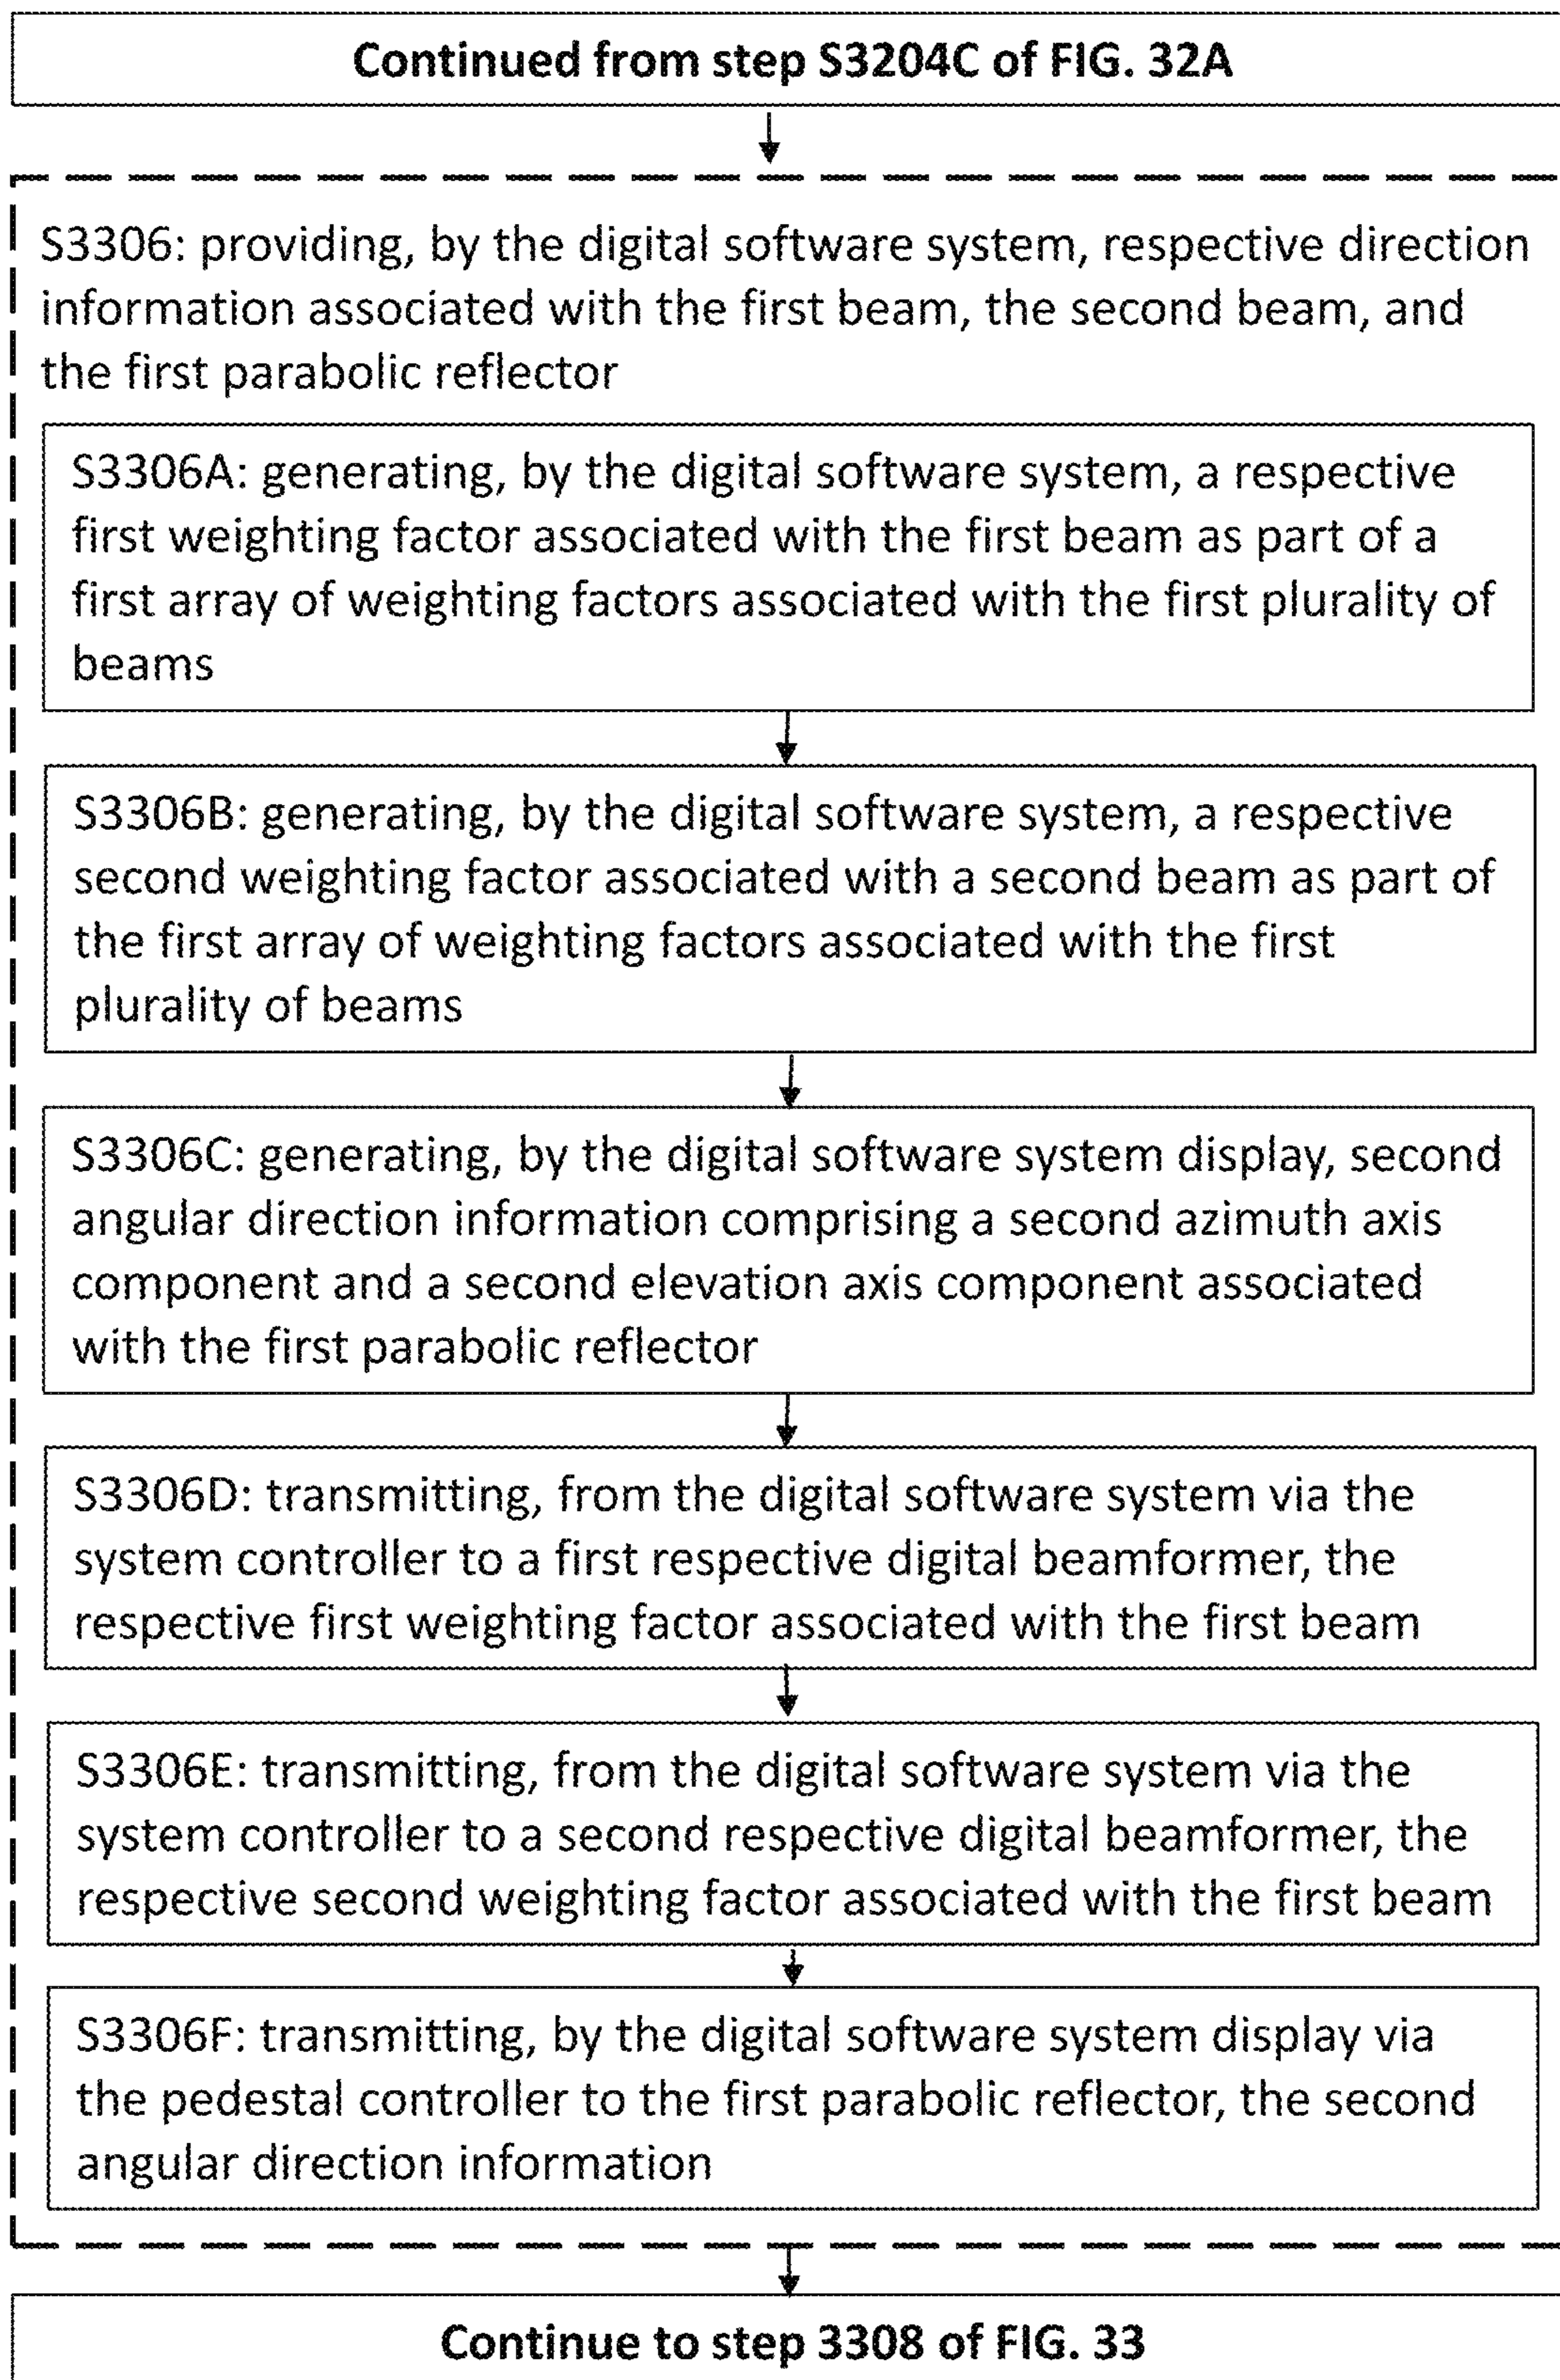 Continued from step S3204C of FIG. 32A
S3306: providing, by the digital software system, respective direction
information associated with the first beam, the second beam, and
the first parabolic reflector
S3306A: generating, by the digital software system, a respective
first weighting factor associated with the first beam as part of a
first array of weighting factors associated with the first plurality of
beams
S3306B: generating, by the digital software system, a respective
second weighting factor associated with a second beam as part of
the first array of weighting factors associated with the first
plurality of beams
S3306C: generating, by the digital software system display, second
angular direction information comprising a second azimuth axis
component and a second elevation axis component associated
with the first parabolic reflector
S3306D: transmitting, from the digital software system via the
system controller to a first respective digital beamformer, the
respective first weighting factor associated with the first beam
S3306E: transmitting, from the digital software system via the
system controller to a second respective digital beamformer, the
respective second weighting factor associated with the first beam
S3306F: transmitting, by the digital software system display via
the pedestal controller to the first parabolic reflector, the second
angular direction information
Continue to step 3308 of FIG. 33